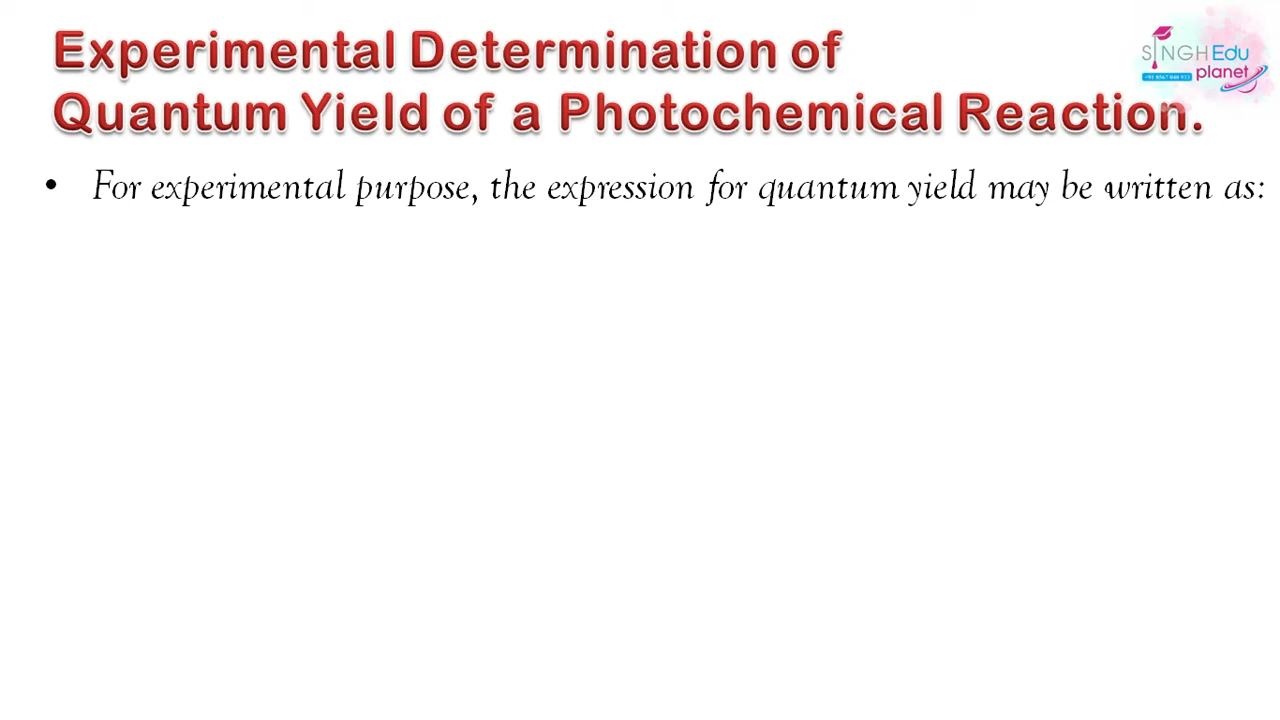 Experimental Determination of
Quantum Yield of a Photochemical Reaction.
SINGH Edu
planet
• For experimental purpose, the expression for quantum yield may be written as: